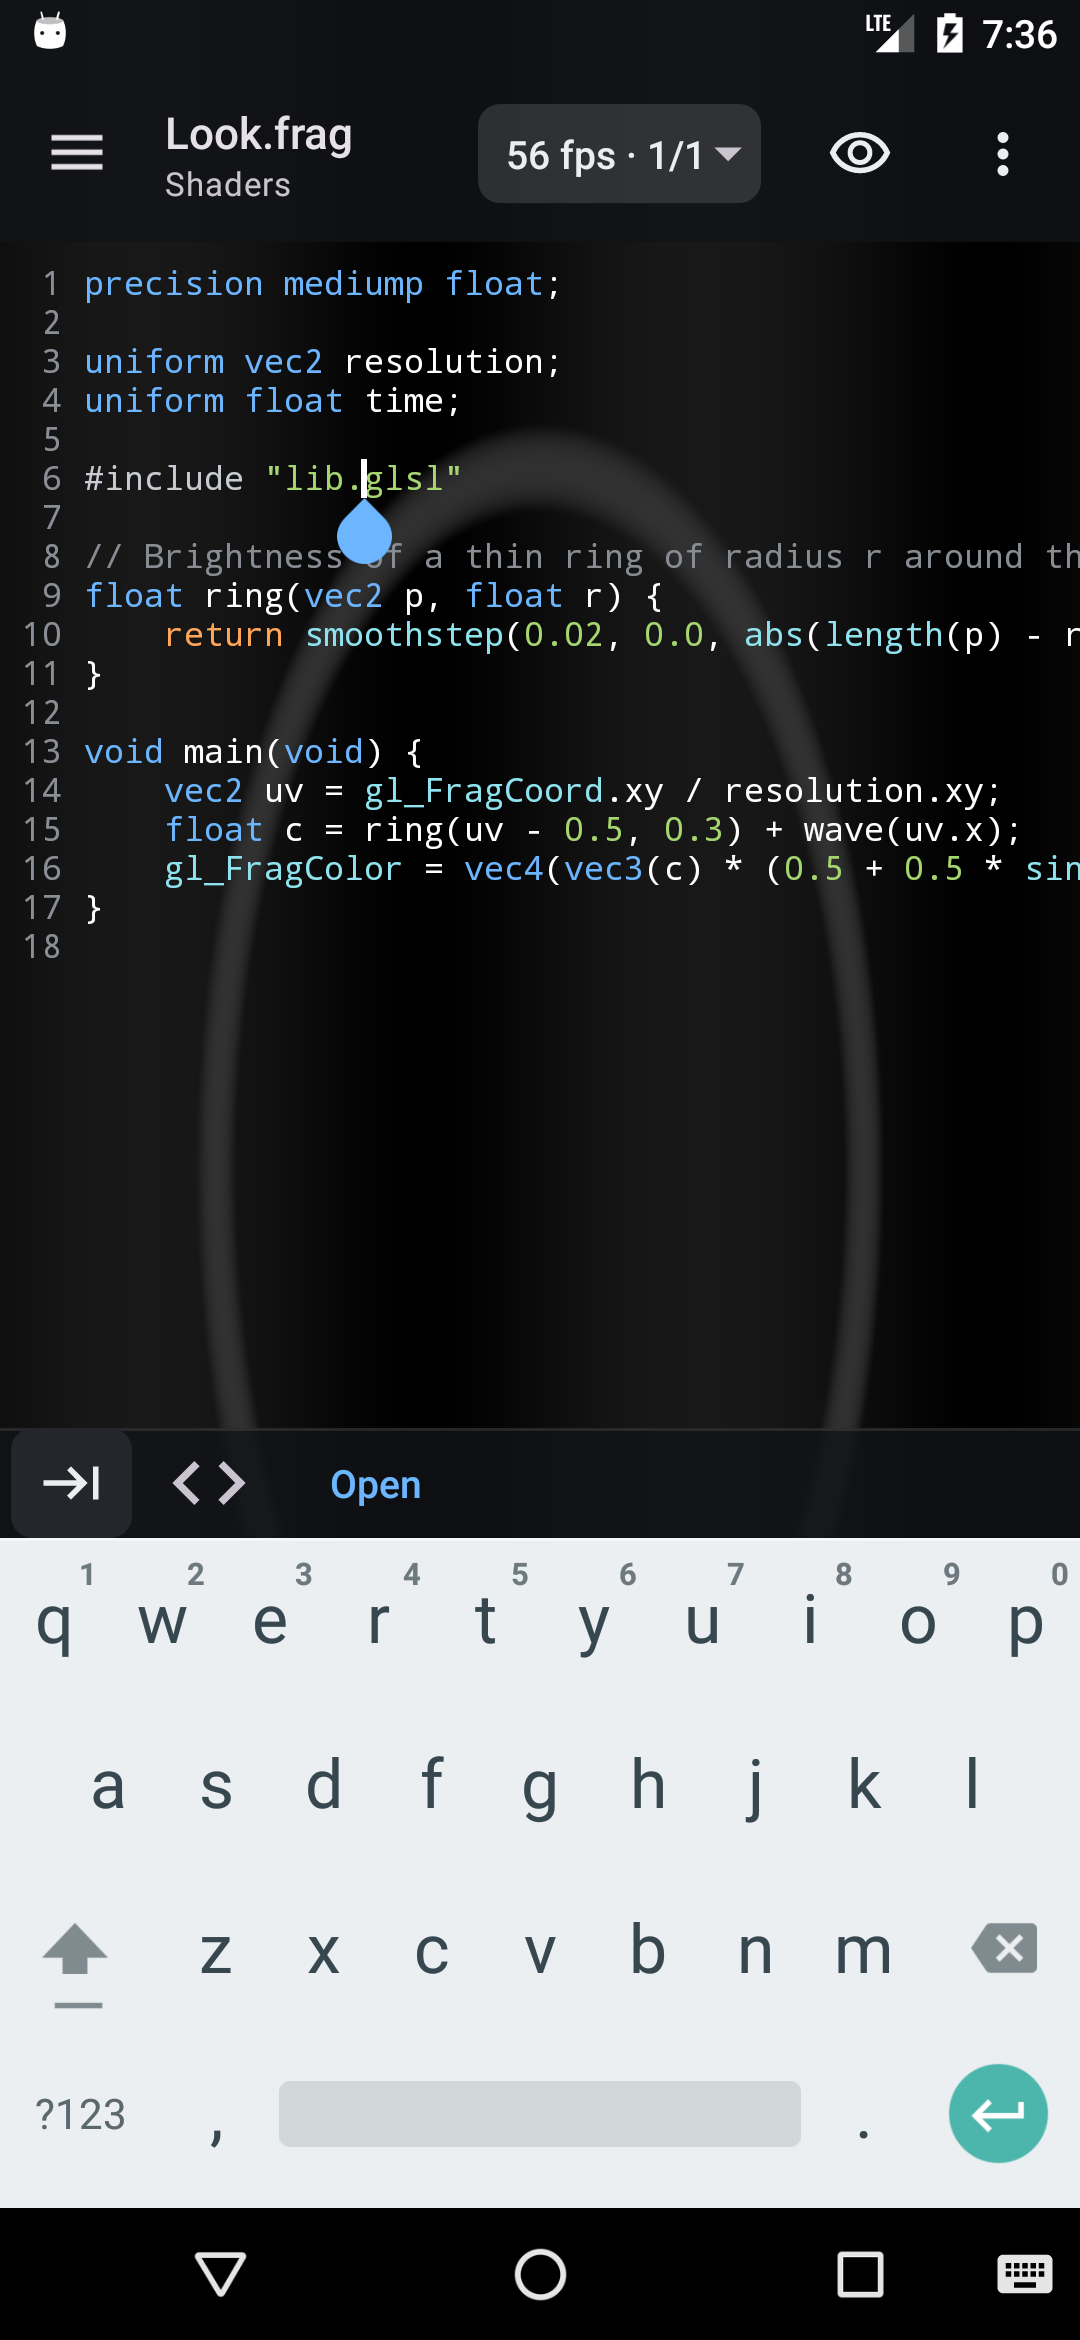 LTE 7:36
Look.frag
Shaders
56 fps · 1/1
1 precision mediump float;
2
3 uniform vec2 resolution;
4 uniform float time;
5
6 #include "lib.glsl"
7
8 // Brightness of a thin ring of radius r around th
9 float ring(vec2 p, float r) {
10     return smoothstep(0.02, 0.0, abs(length(p) - r
11 }
12
13 void main(void) {
14     vec2 uv = gl_FragCoord.xy / resolution.xy;
15     float c = ring(uv - 0.5, 0.3) + wave(uv.x);
16     gl_FragColor = vec4(vec3(c) * (0.5 + 0.5 * sin
17 }
18
Open
1 2 3 4 5 6 7 8 9 0
q w e r t y u i o p
a s d f g h j k l
z x c v b n m
?123 , .